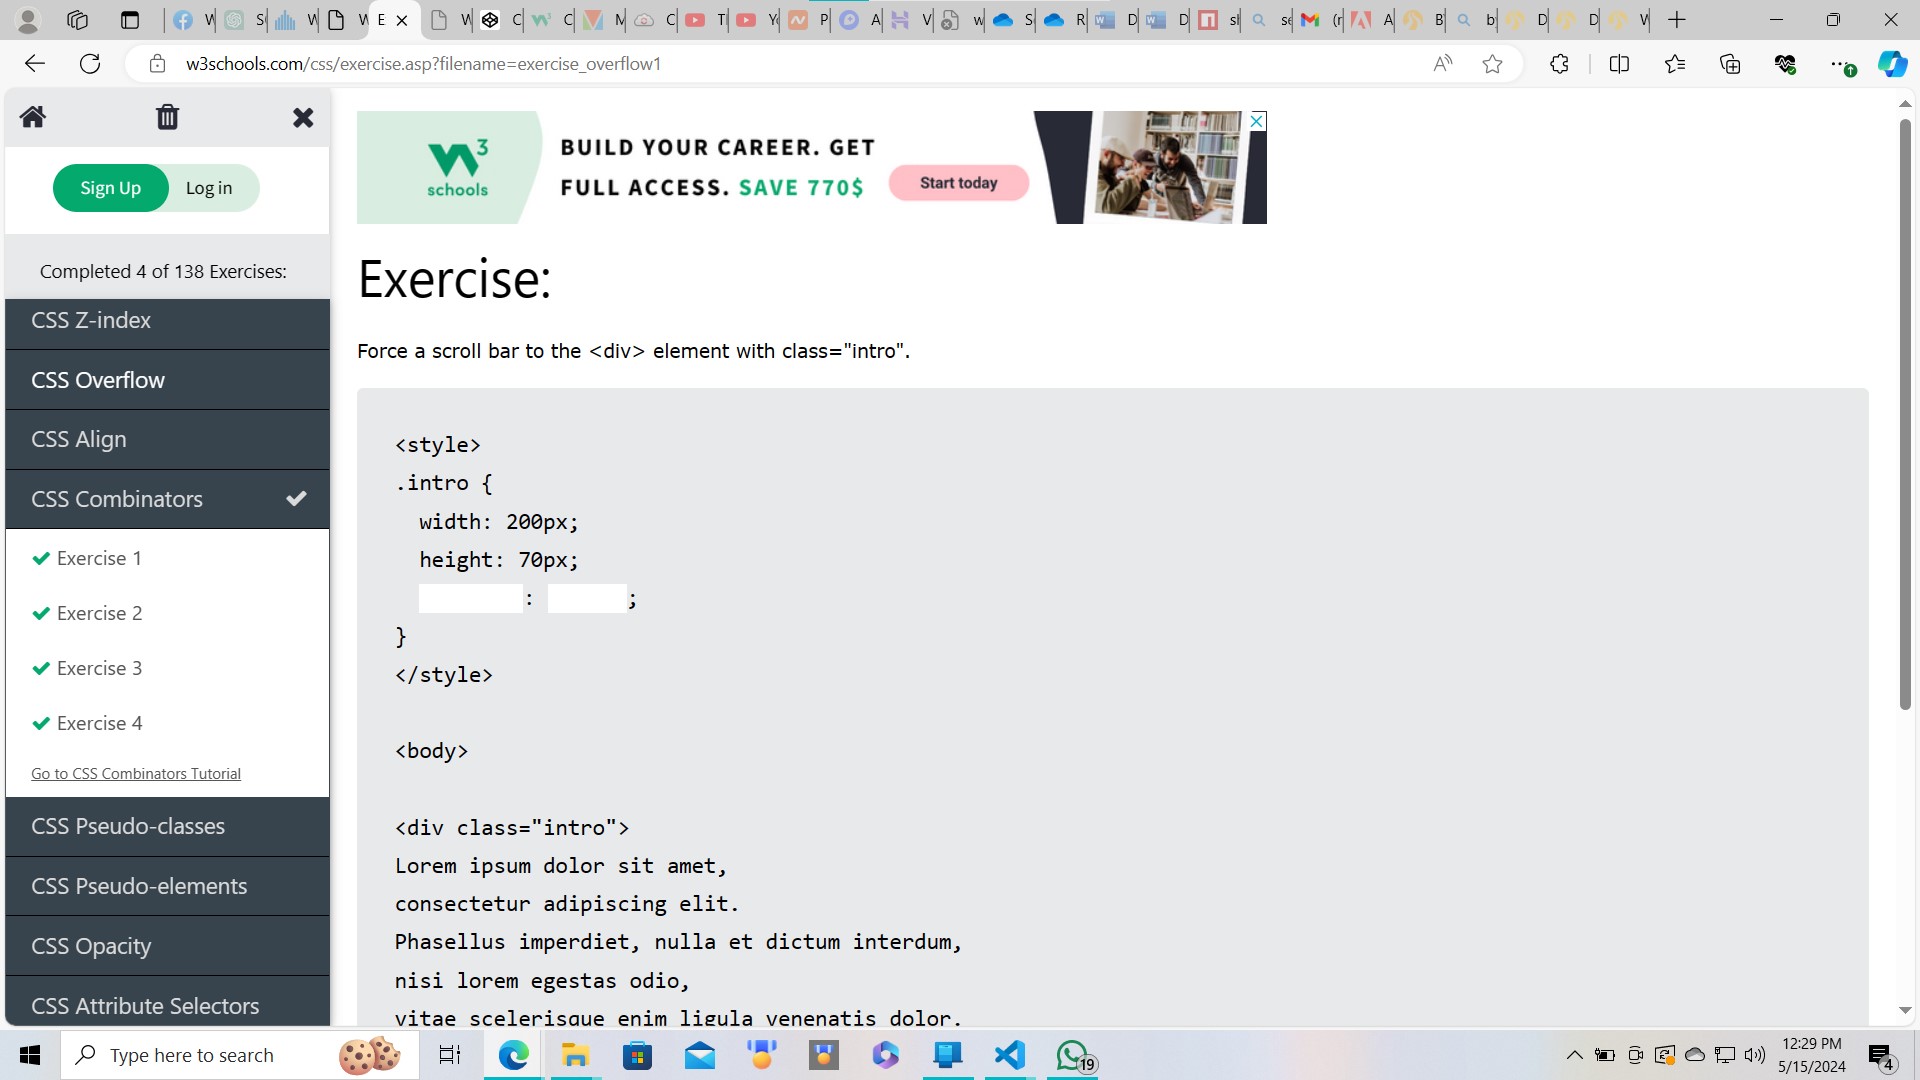 w3schools.com/css/exercise.asp?filename=exercise_overflow1
Sign Up
Log in
Completed 4 of 138 Exercises:
CSS Z-index
CSS Overflow
CSS Align
CSS Combinators
Exercise 1
Exercise 2
Exercise 3
Exercise 4
Go to CSS Combinators Tutorial
CSS Pseudo-classes
CSS Pseudo-elements
CSS Opacity
CSS Attribute Selectors
3
schools
BUILD YOUR CAREER. GET
FULL ACCESS. SAVE 770$
Start today
Exercise:
Force a scroll bar to the <div> element with class="intro".
<style>
.intro {
width: 200px;
height: 70px;
: ;
}
</style>
<body>
<div class="intro">
Lorem ipsum dolor sit amet,
consectetur adipiscing elit.
Phasellus imperdiet, nulla et dictum interdum,
nisi lorem egestas odio,
vitae scelerisque enim ligula venenatis dolor.
Type here to search
19
12:29 PM
5/15/2024
4